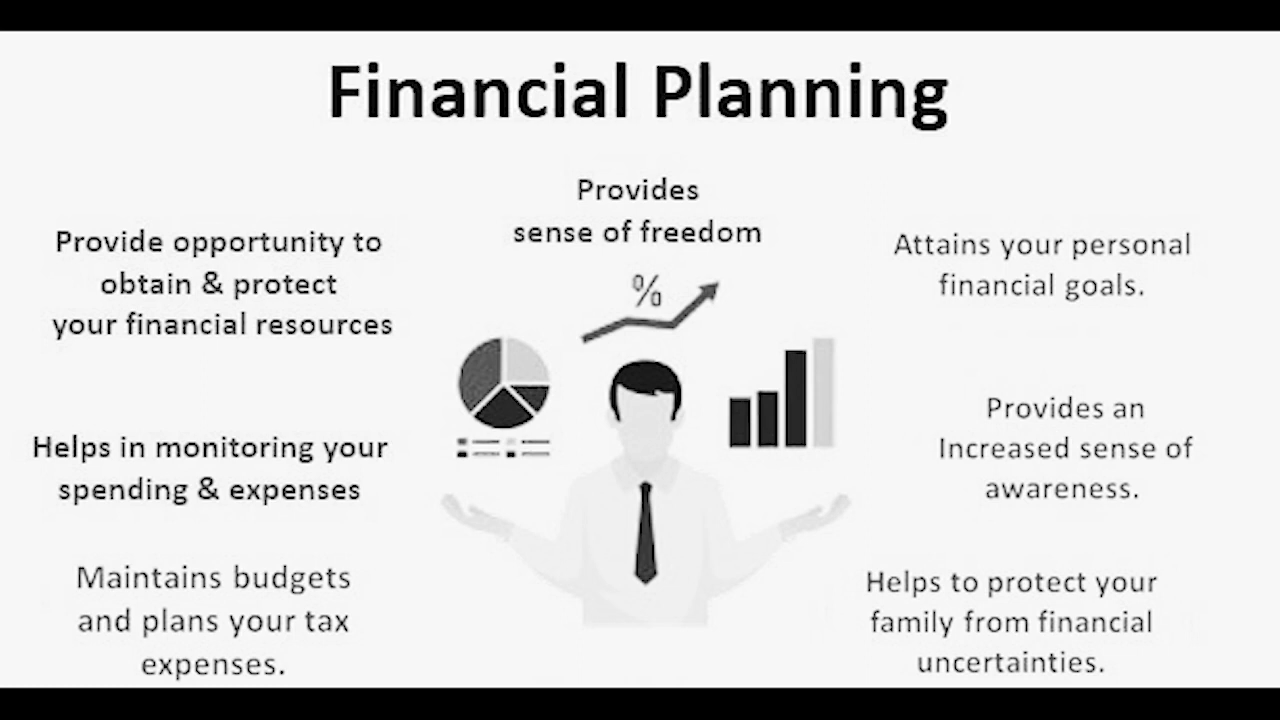 Financial Planning
Provides
sense of freedom
Provide opportunity to
obtain & protect
your financial resources
Attains your personal
financial goals.
%
Helps in monitoring your
spending & expenses
Provides an
Increased sense of
awareness.
Maintains budgets
and plans your tax
expenses.
Helps to protect your
family from financial
uncertainties.